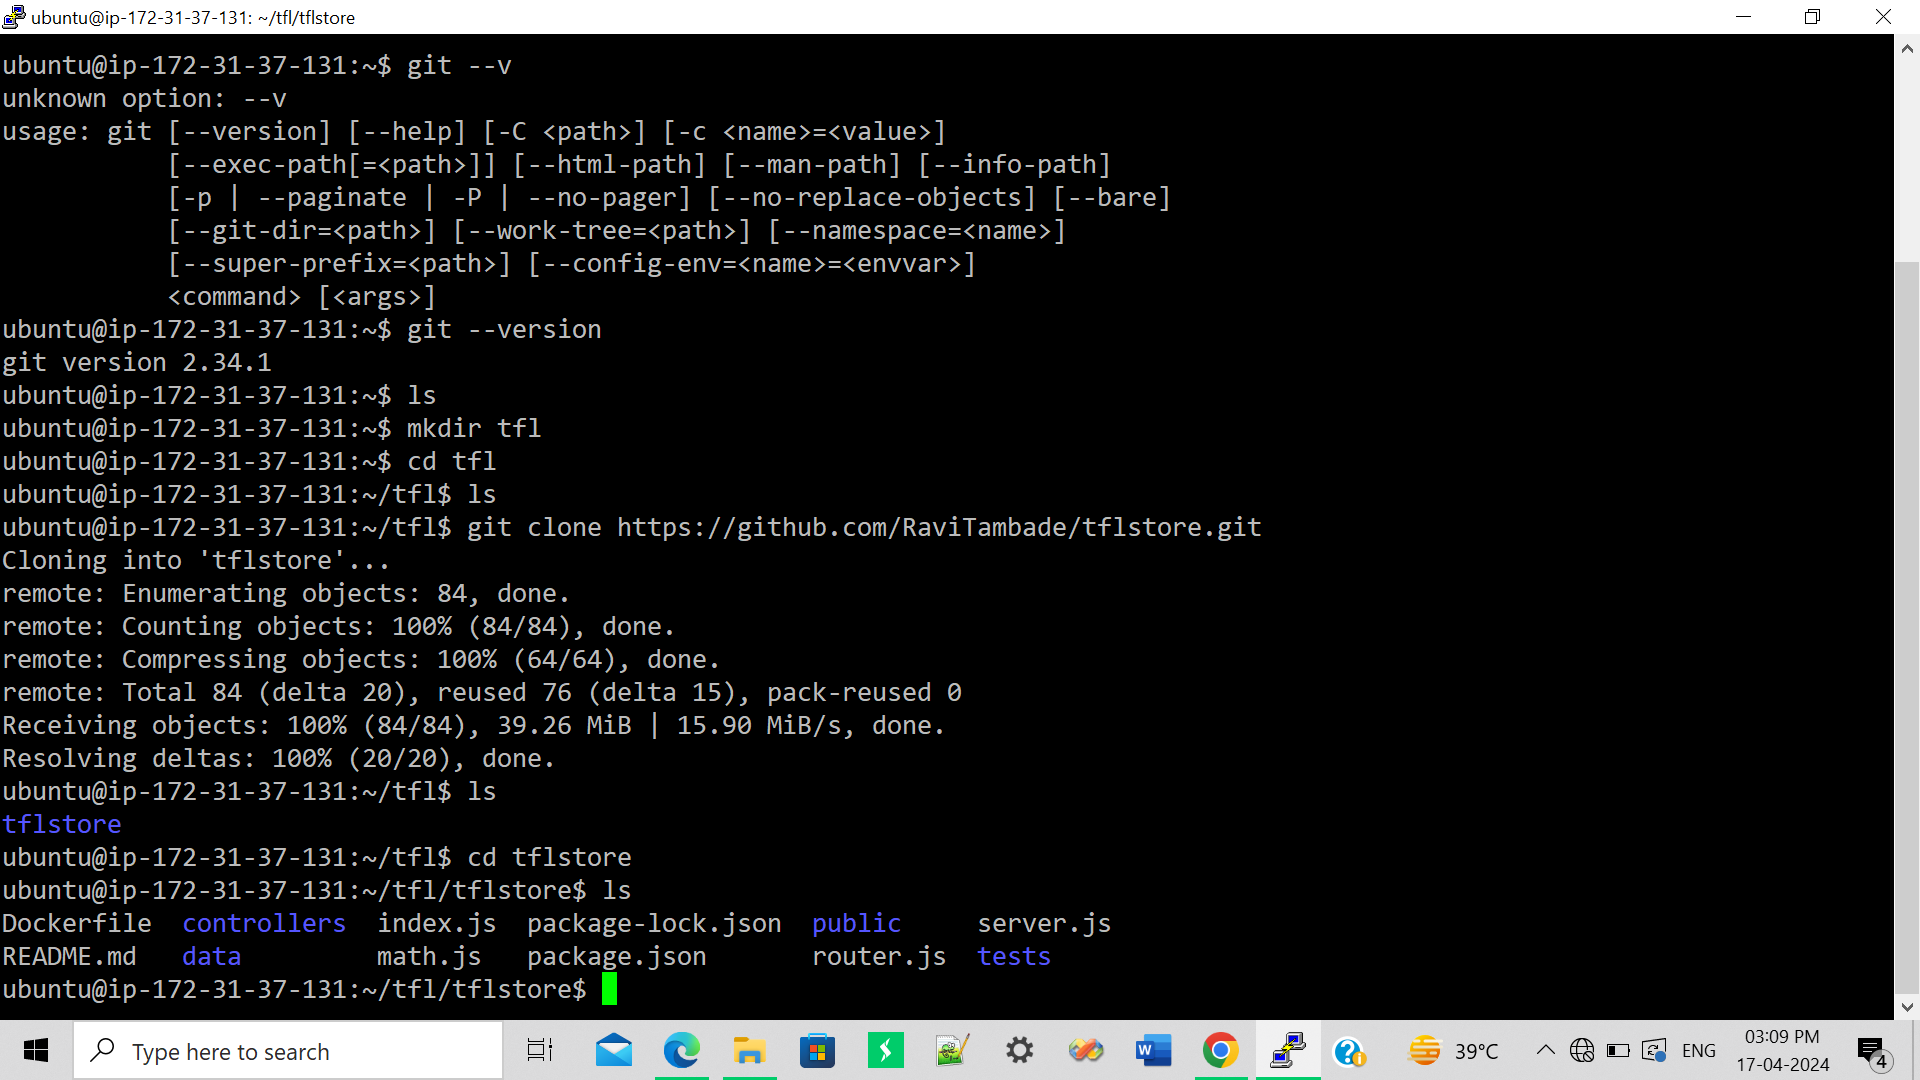 ubuntu@ip-172-31-37-131: ~/tfl/tflstore
ubuntu@ip-172-31-37-131:~$ git --v
unknown option: --v
usage: git [--version] [--help] [-C <path>] [-c <name>=<value>]
           [--exec-path[=<path>]] [--html-path] [--man-path] [--info-path]
           [-p | --paginate | -P | --no-pager] [--no-replace-objects] [--bare]
           [--git-dir=<path>] [--work-tree=<path>] [--namespace=<name>]
           [--super-prefix=<path>] [--config-env=<name>=<envvar>]
           <command> [<args>]
ubuntu@ip-172-31-37-131:~$ git --version
git version 2.34.1
ubuntu@ip-172-31-37-131:~$ ls
ubuntu@ip-172-31-37-131:~$ mkdir tfl
ubuntu@ip-172-31-37-131:~$ cd tfl
ubuntu@ip-172-31-37-131:~/tfl$ ls
ubuntu@ip-172-31-37-131:~/tfl$ git clone https://github.com/RaviTambade/tflstore.git
Cloning into 'tflstore'...
remote: Enumerating objects: 84, done.
remote: Counting objects: 100% (84/84), done.
remote: Compressing objects: 100% (64/64), done.
remote: Total 84 (delta 20), reused 76 (delta 15), pack-reused 0
Receiving objects: 100% (84/84), 39.26 MiB | 15.90 MiB/s, done.
Resolving deltas: 100% (20/20), done.
ubuntu@ip-172-31-37-131:~/tfl$ ls
tflstore
ubuntu@ip-172-31-37-131:~/tfl$ cd tflstore
ubuntu@ip-172-31-37-131:~/tfl/tflstore$ ls
Dockerfile  controllers  index.js  package-lock.json  public     server.js
README.md   data         math.js   package.json       router.js  tests
ubuntu@ip-172-31-37-131:~/tfl/tflstore$
Type here to search
W
39°C
ENG
03:09 PM
17-04-2024
4